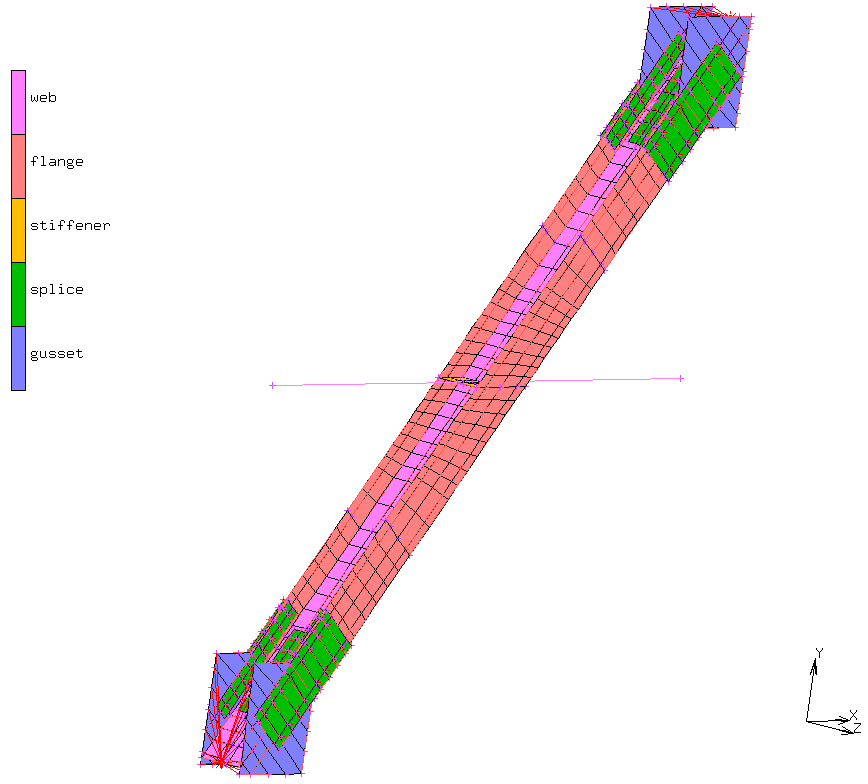 web
flange
stiffener
splice
gusset
Y
X
Z